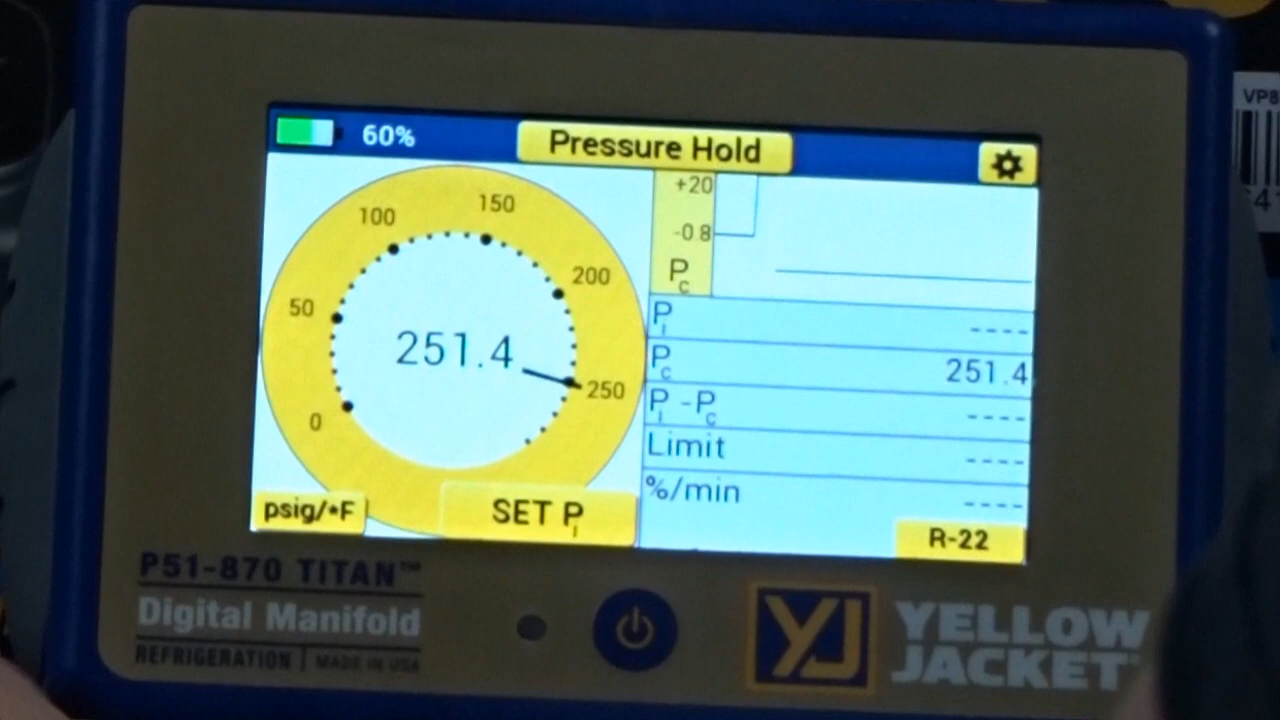 60%
Pressure Hold
100
150
50
200
251.4
250
0
psig/°F
SET Pi
+20
-0.8
Pc
Pi ----
Pc 251.4
Pi - Pc ----
Limit ----
%/min ----
R-22
P51-870 TITAN™
Digital Manifold
REFRIGERATION | MADE IN USA
YJ
YELLOW
JACKET
VP8